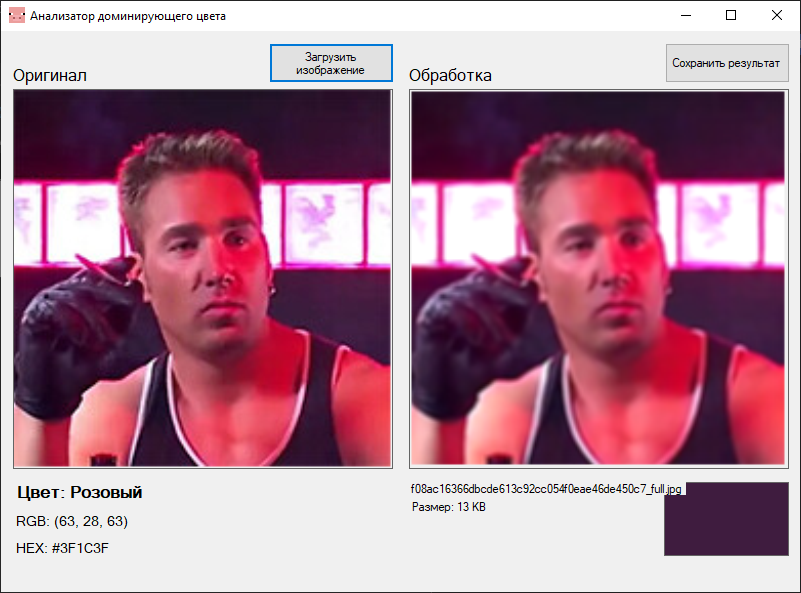 Анализатор доминирующего цвета
Оригинал
Загрузить
изображение
Обработка
Сохранить результат
Цвет: Розовый
RGB: (63, 28, 63)
HEX: #3F1C3F
f08ac16366dbcde613c92cc054f0eae46de450c7_full.jpg
Размер: 13 KB